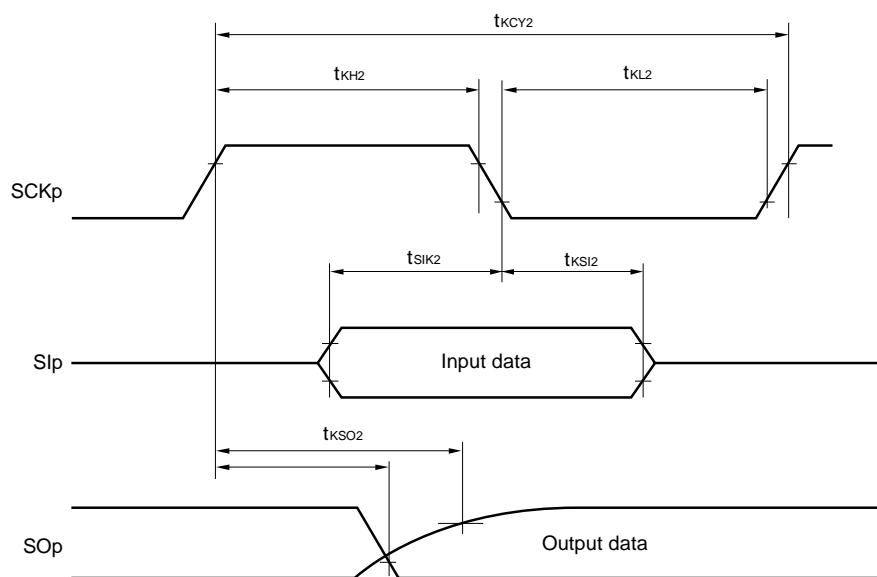 tKCY2
tKH2
tKL2
SCKp
tSIK2
tKSI2
SIp
Input data
tKSO2
SOp
Output data